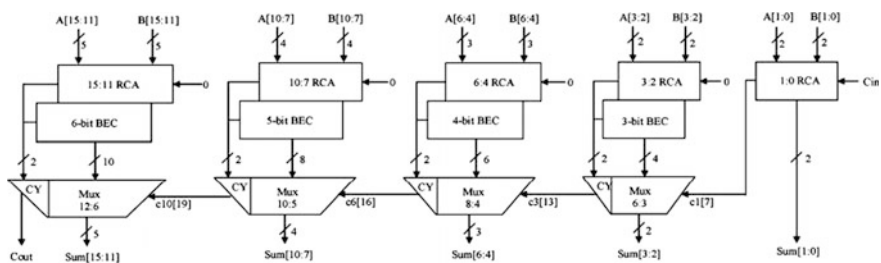 A[15:11] B[15:11] A[10:7] B[10:7] A[6:4] B[6:4] A[3:2] B[3:2] A[1:0] B[1:0]
5 5 4 4 3 3 2 2 2 2
15:11 RCA 0 10:7 RCA 0 6:4 RCA 0 3:2 RCA 0 1:0 RCA Cin
6-bit BEC 5-bit BEC 4-bit BEC 3-bit BEC
2 10 2 8 2 6 2 4 2
CY Mux CY Mux CY Mux CY Mux
12:6 c10[19] 10:5 c6[16] 8:4 c3[13] 6:3 c1[7]
5 4 3 2
Cout Sum[15:11] Sum[10:7] Sum[6:4] Sum[3:2] Sum[1:0]